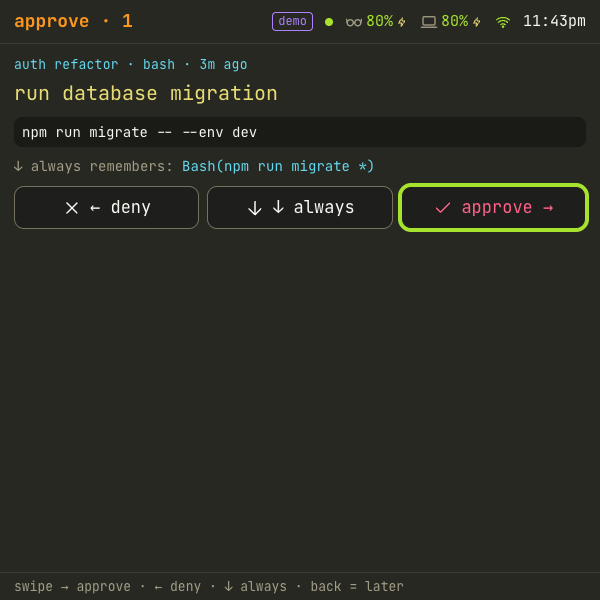 approve · 1
demo 80% 80% 11:43pm
auth refactor · bash · 3m ago
run database migration
npm run migrate -- --env dev
↓ always remembers: Bash(npm run migrate *)
← deny
↓ always
approve →
swipe → approve · ← deny · ↓ always · back = later